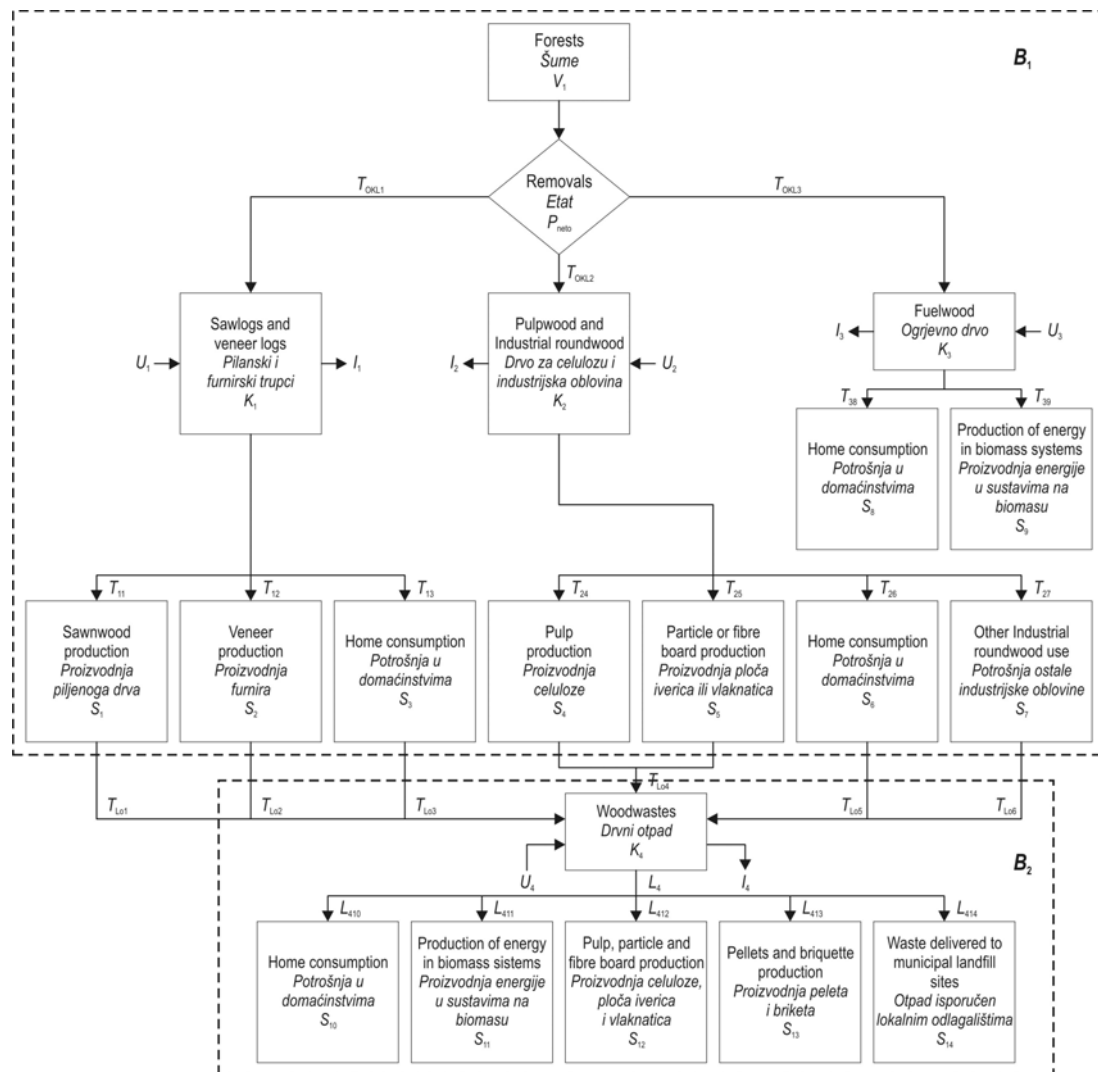 Forests
Šume
V₁
B₁
Removals
Etat
Pneto
TOKL1
TOKL3
TOKL2
Sawlogs and
veneer logs
Pilanski i
furnirski trupci
K₁
U₁
I₁
Pulpwood and
Industrial roundwood
Drvo za celulozu i
industrijska oblovina
K₂
I₂
U₂
Fuelwood
Ogrjevno drvo
K₃
I₃
U₃
T₃₈
T₃₉
Home consumption
Potrošnja u
domaćinstvima
S₈
Production of energy
in biomass systems
Proizvodnja energije
u sustavima na
biomasu
S₉
T₁₁
T₁₂
T₁₃
T₂₄
T₂₅
T₂₆
T₂₇
Sawnwood
production
Proizvodnja
piljenoga drva
S₁
Veneer
production
Proizvodnja
furnira
S₂
Home consumption
Potrošnja u
domaćinstvima
S₃
Pulp
production
Proizvodnja
celuloze
S₄
Particle or fibre
board production
Proizvodnja ploča
iverica ili vlaknatica
S₅
Home consumption
Potrošnja u
domaćinstvima
S₆
Other Industrial
roundwood use
Potrošnja ostale
industrijske oblovine
S₇
TLo1
TLo2
TLo3
TLo4
TLo5
TLo6
Woodwastes
Drvni otpad
K₄
U₄
I₄
L₄
B₂
L₄₁₀
L₄₁₁
L₄₁₂
L₄₁₃
L₄₁₄
Home consumption
Potrošnja u
domaćinstvima
S₁₀
Production of energy
in biomass sistems
Proizvodnja energije
u sustavima na
biomasu
S₁₁
Pulp, particle and
fibre board production
Proizvodnja celuloze,
ploča iverica
i vlaknatica
S₁₂
Pellets and briquette
production
Proizvodnja peleta
i briketa
S₁₃
Waste delivered to
municipal landfill
sites
Otpad isporučen
lokalnim odlagalištima
S₁₄